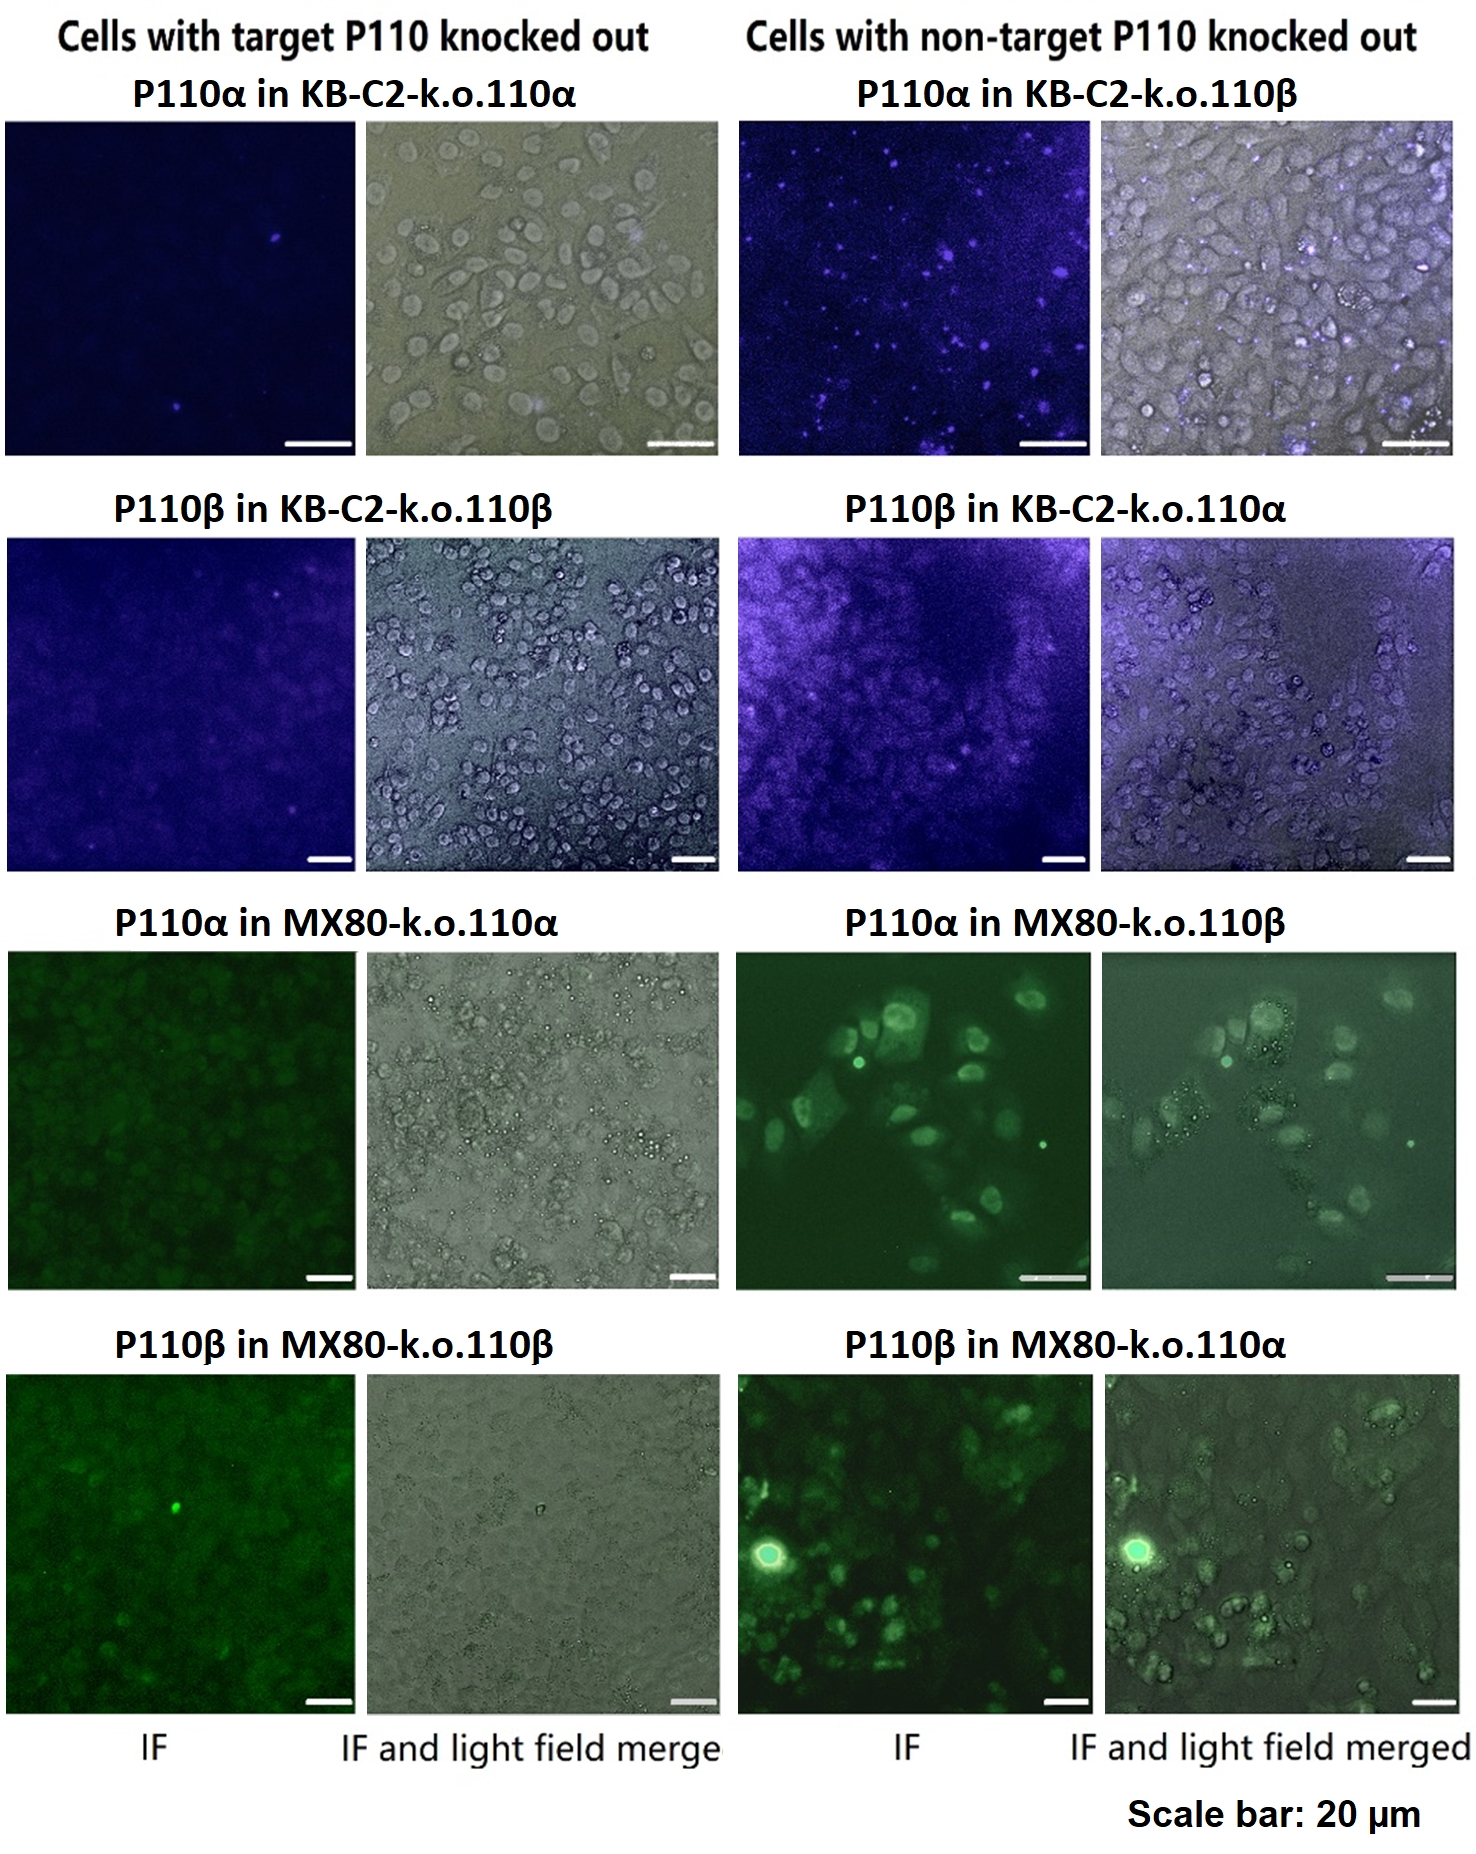 Cells with target P110 knocked out
Cells with non-target P110 knocked out
P110α in KB-C2-k.o.110α
P110α in KB-C2-k.o.110β
P110β in KB-C2-k.o.110β
P110β in KB-C2-k.o.110α
P110α in MX80-k.o.110α
P110α in MX80-k.o.110β
P110β in MX80-k.o.110β
P110β in MX80-k.o.110α
IF
IF and light field merge
IF
IF and light field merged
Scale bar: 20 µm